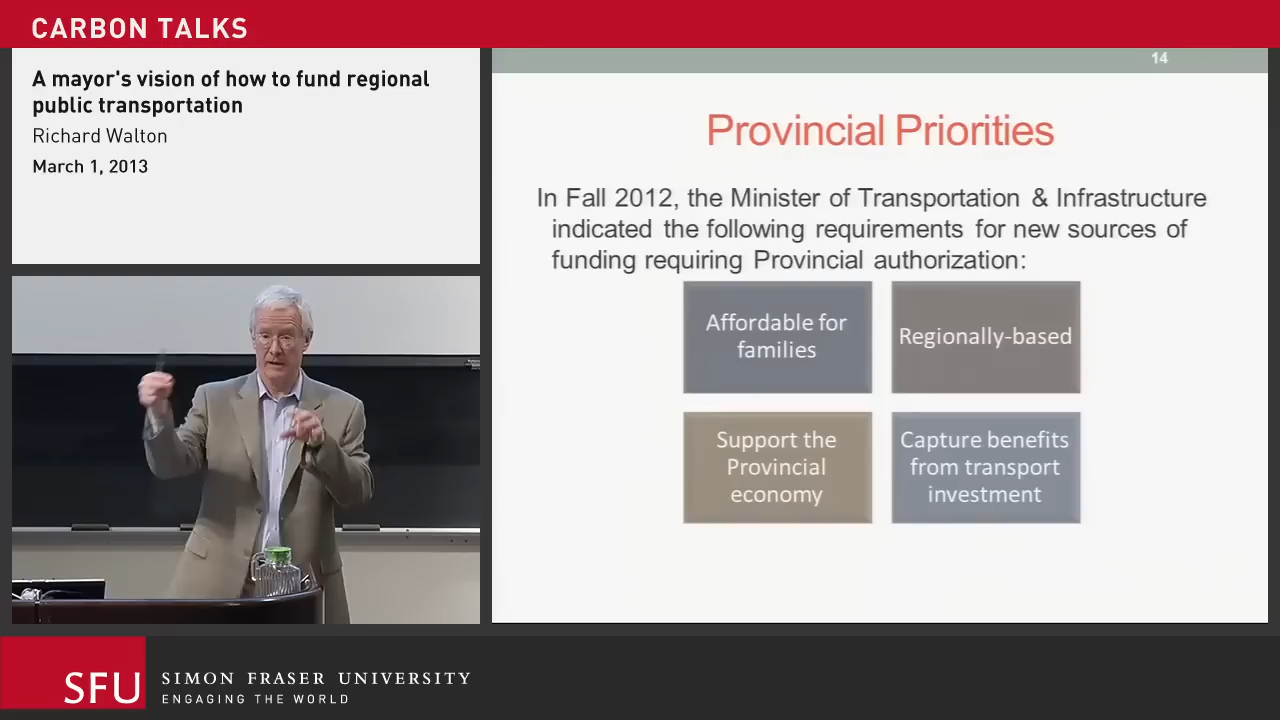 CARBON TALKS
A mayor's vision of how to fund regional
public transportation
Richard Walton
March 1, 2013
14
Provincial Priorities
In Fall 2012, the Minister of Transportation & Infrastructure
indicated the following requirements for new sources of
funding requiring Provincial authorization:
Affordable for
families
Regionally-based
Support the
Provincial
economy
Capture benefits
from transport
investment
SFU
SIMON FRASER UNIVERSITY
ENGAGING THE WORLD